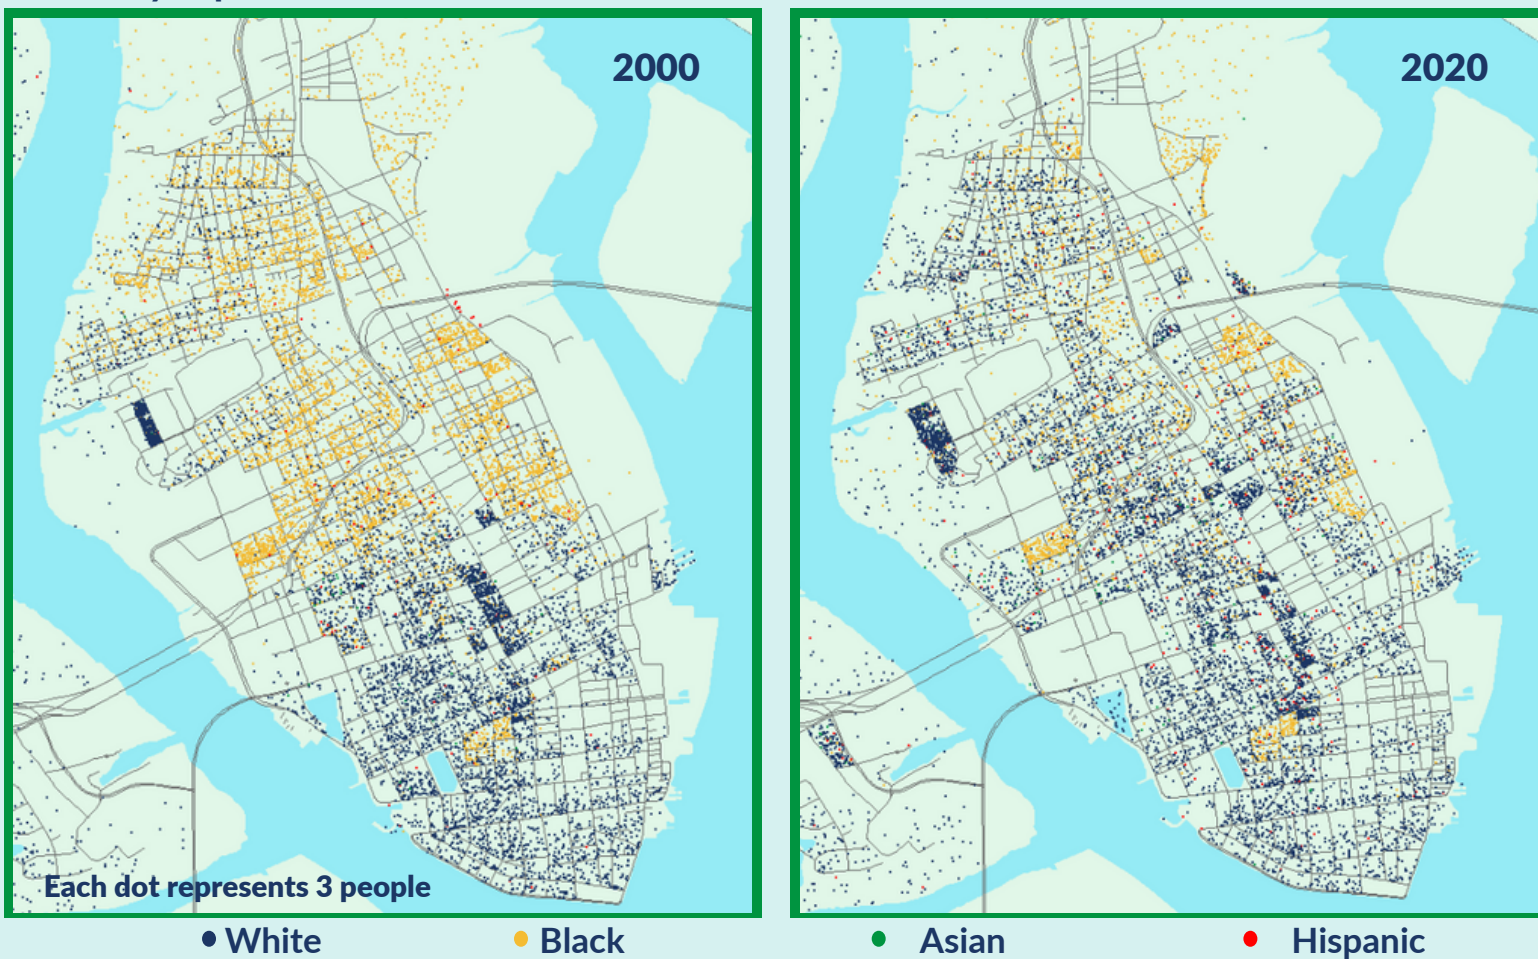 2000
2020
Each dot represents 3 people
White
Black
Asian
Hispanic